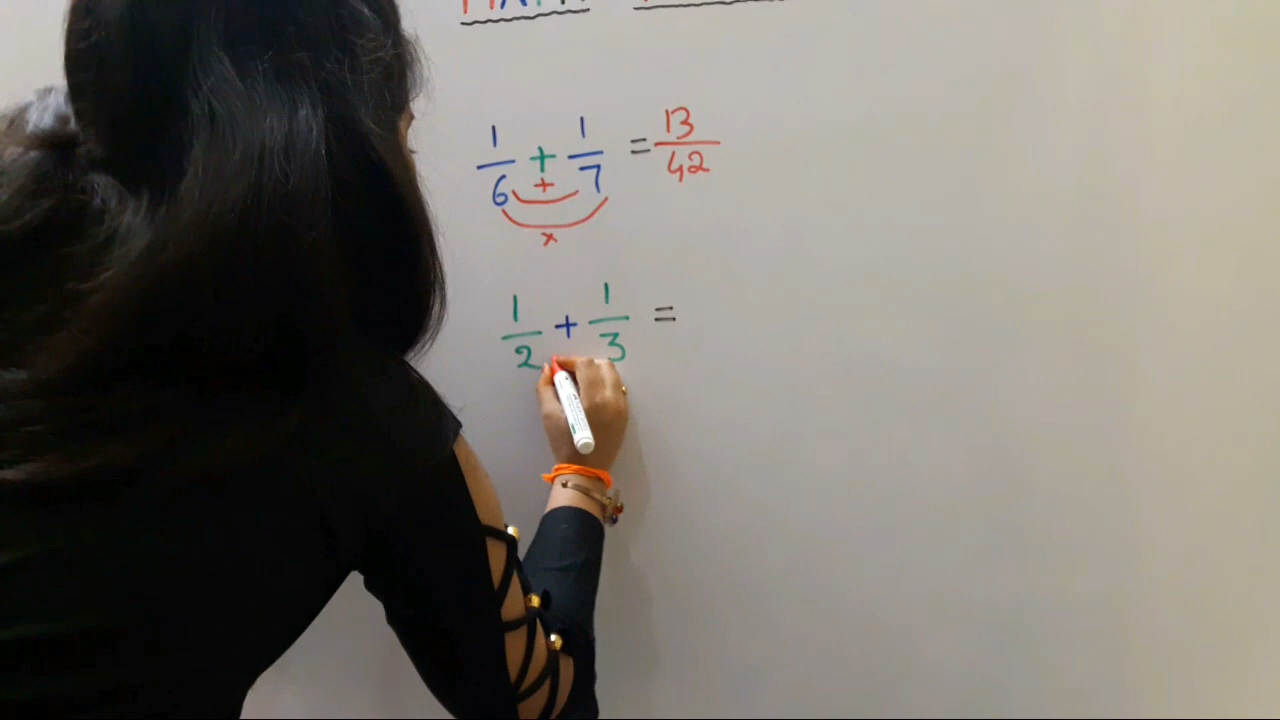 1/6 + 1/7 = 13/42
+
x
1/2 + 1/3 =